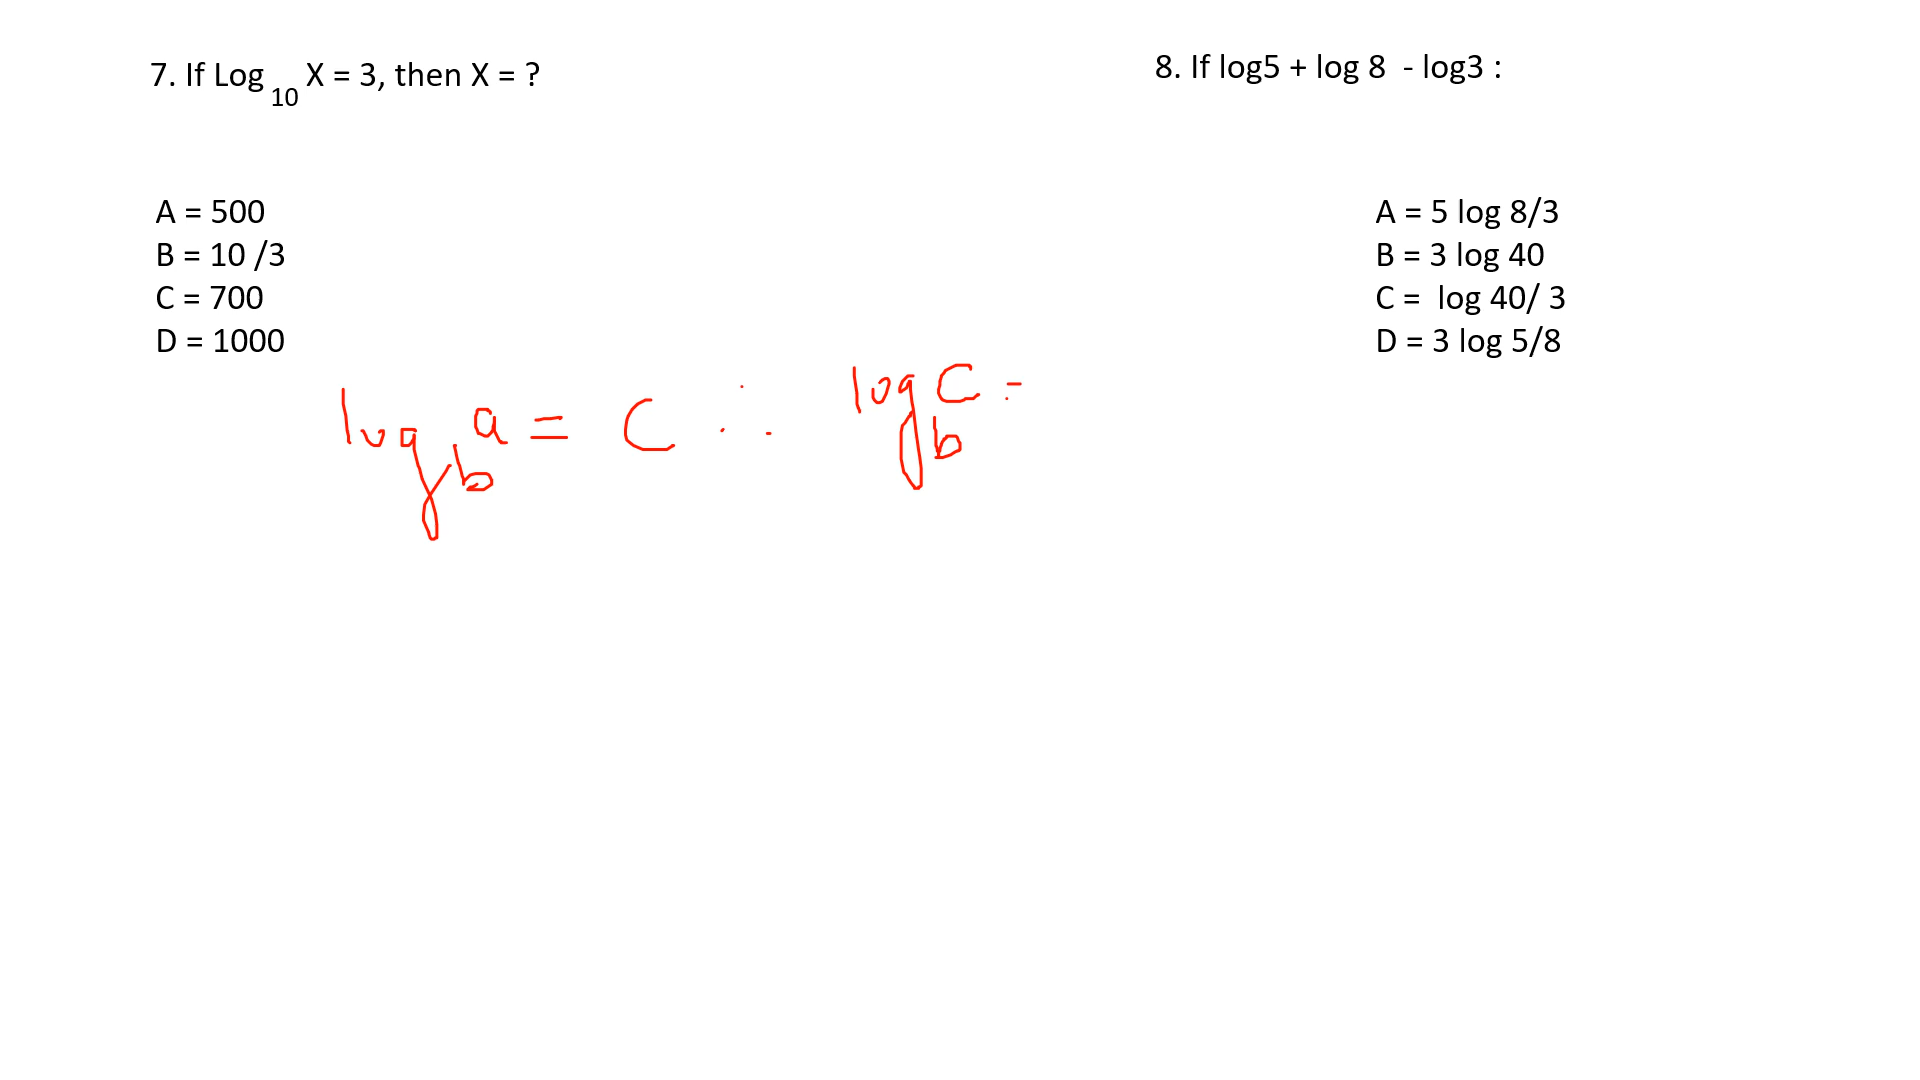 7. If Log 10 X = 3, then X = ?
A = 500
B = 10 /3
C = 700
D = 1000
8. If log5 + log 8 - log3 :
A = 5 log 8/3
B = 3 log 40
C = log 40/ 3
D = 3 log 5/8
log b a = C ∴ log b C =